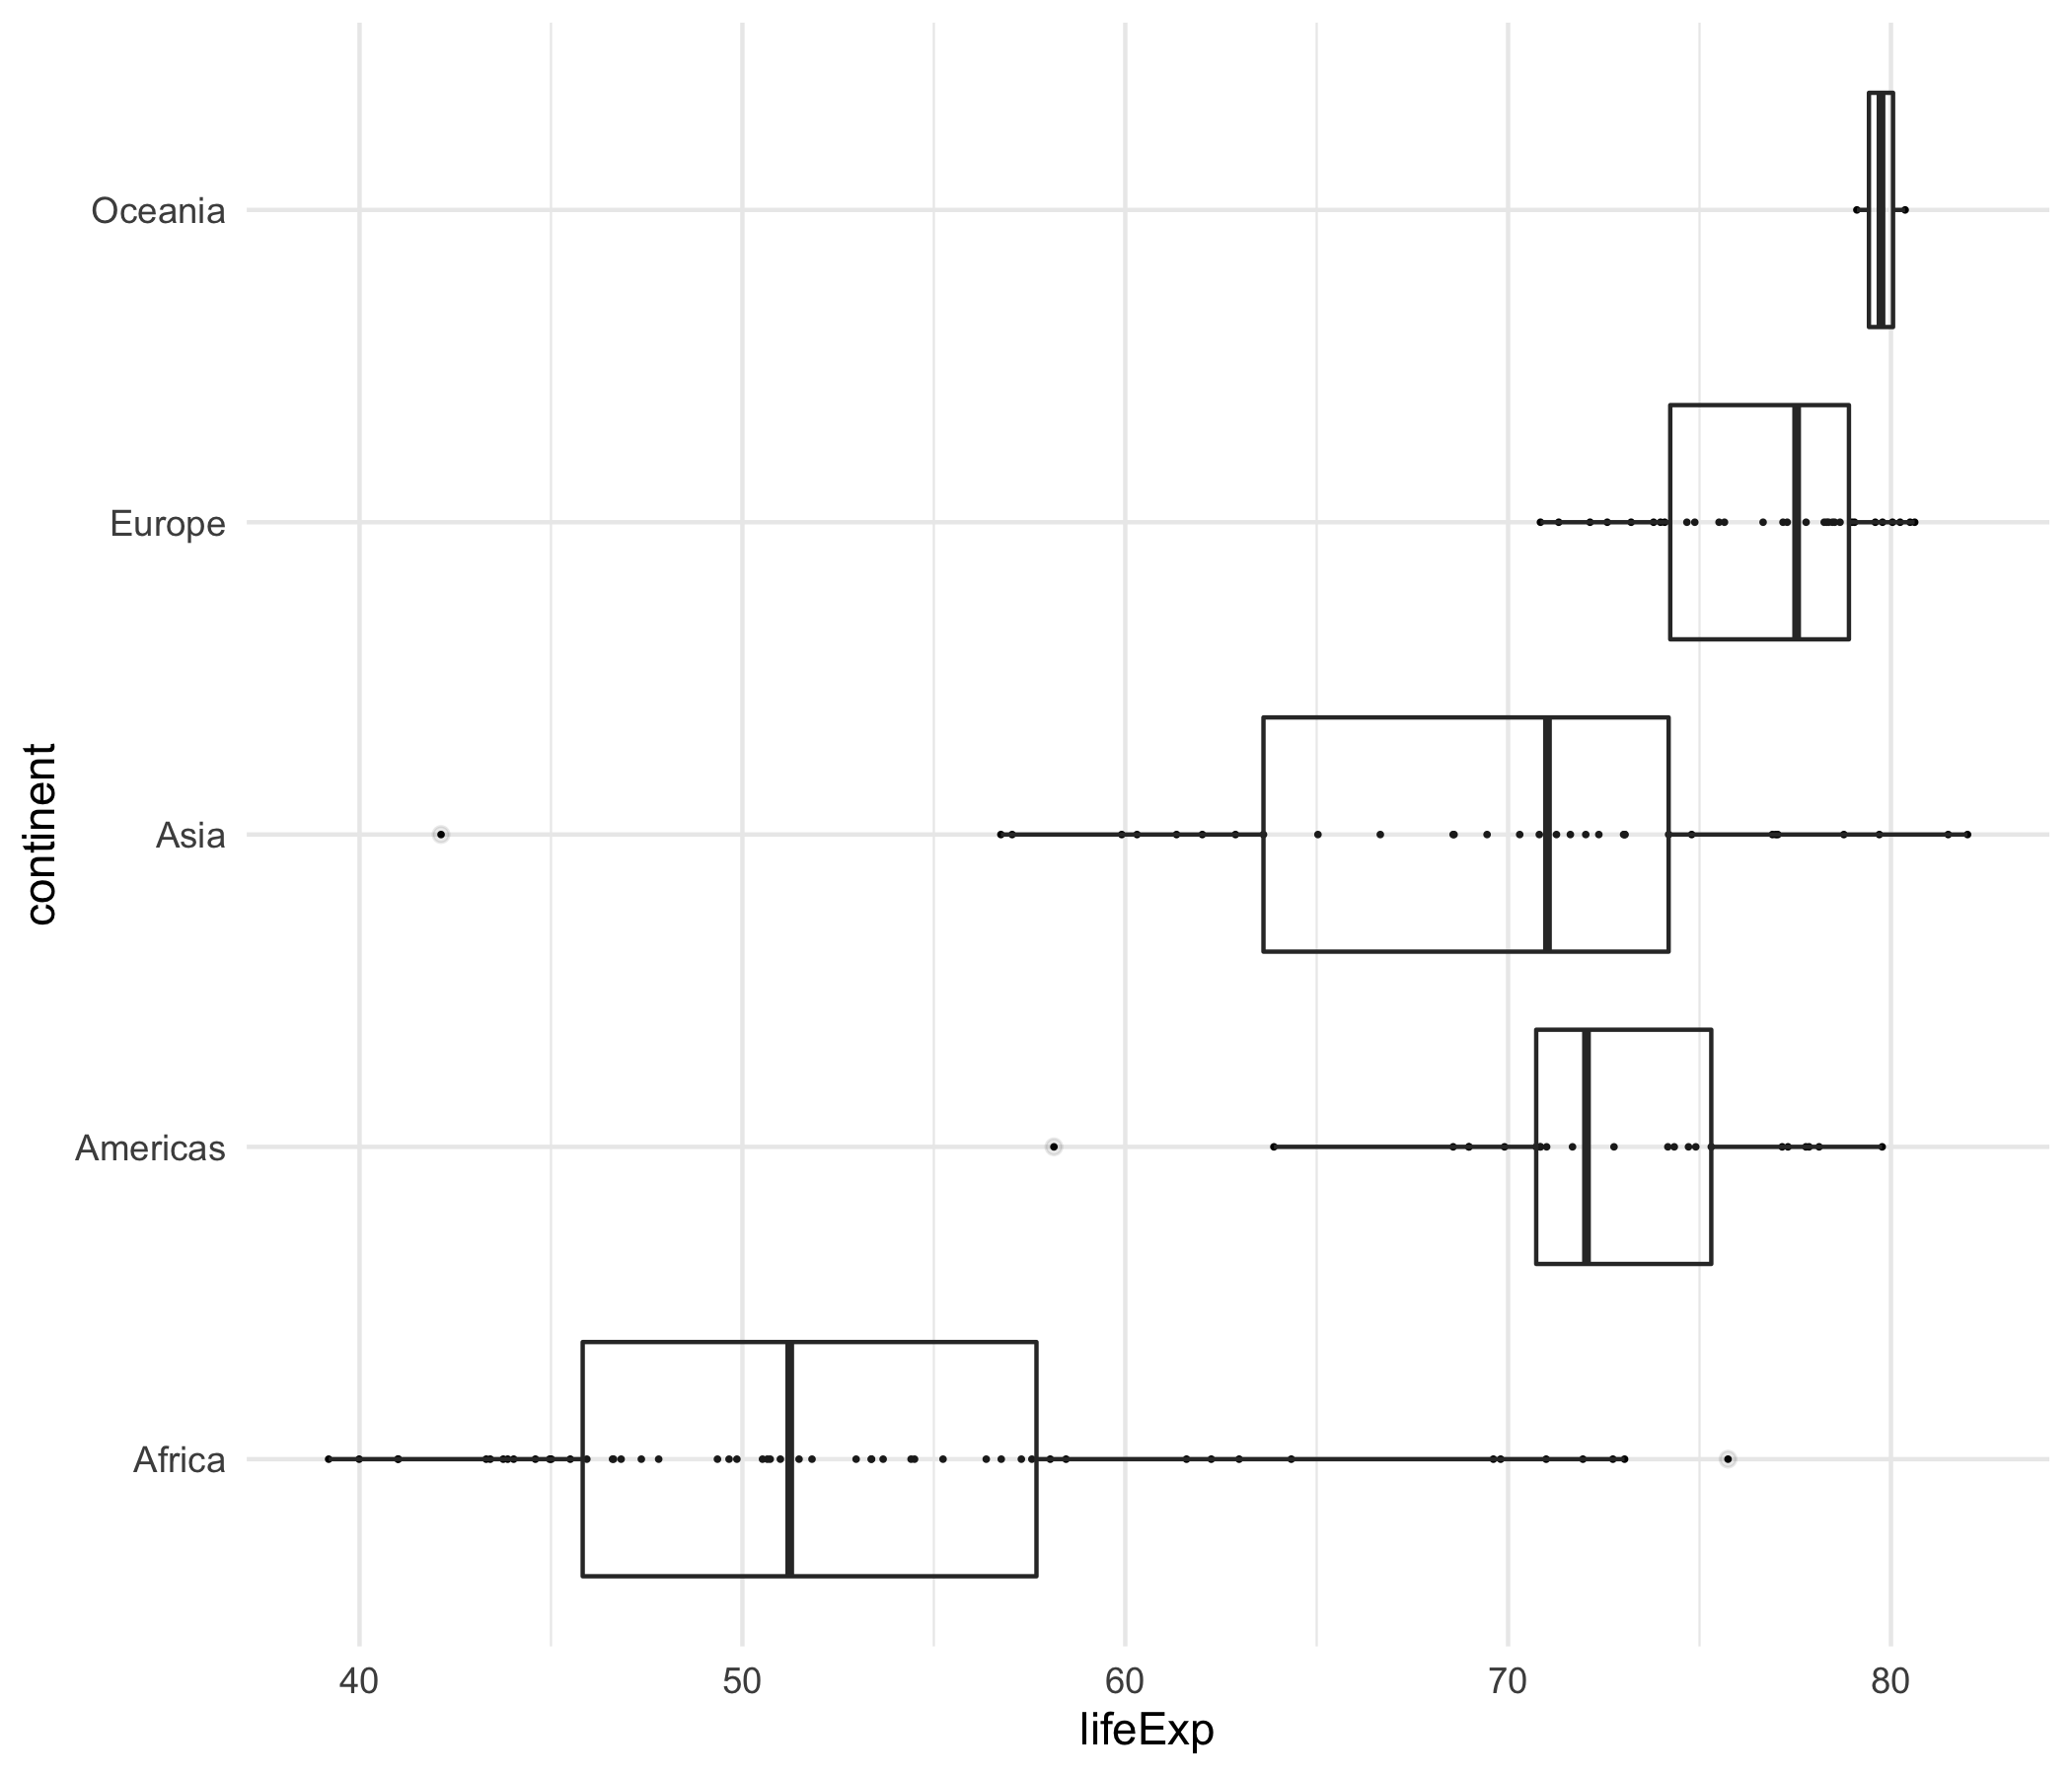 Oceania
Europe
Asia
Americas
Africa
continent
40 50 60 70 80
lifeExp